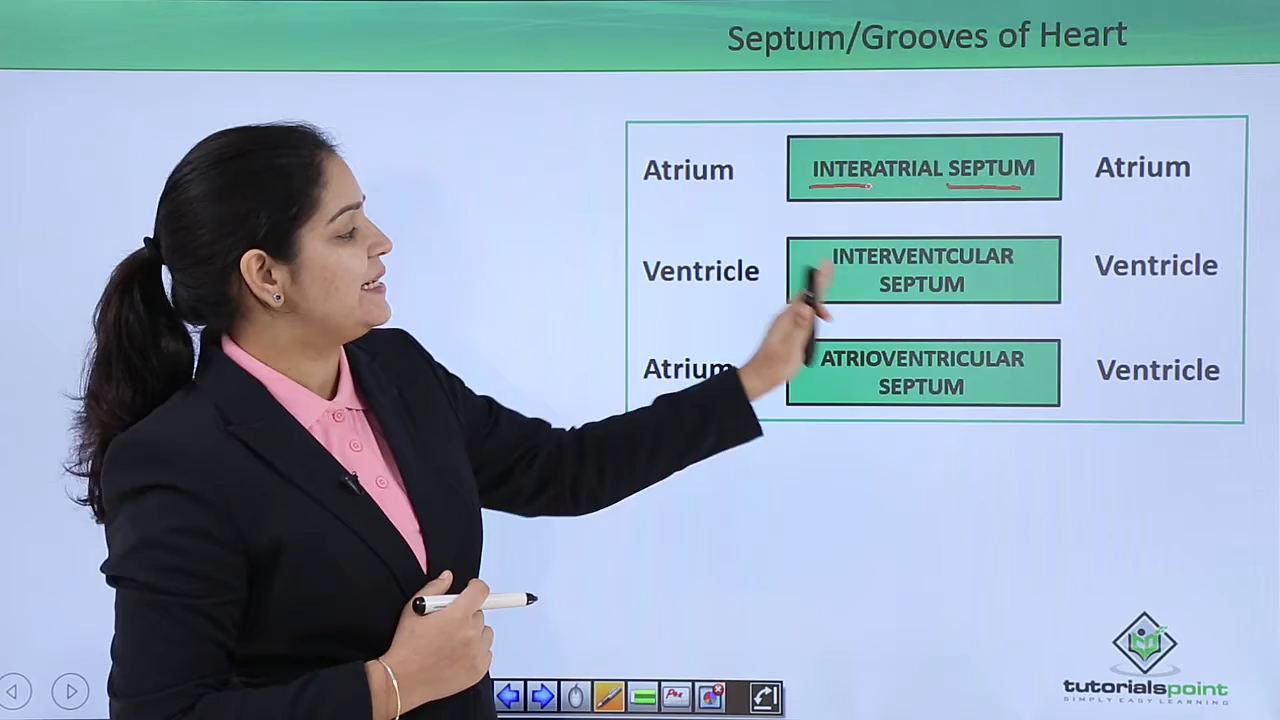 Septum/Grooves of Heart
Atrium INTERATRIAL SEPTUM Atrium
Ventricle INTERVENTCULAR SEPTUM Ventricle
Atrium ATRIOVENTRICULAR SEPTUM Ventricle
Pen
tutorialspoint
SIMPLY EASY LEARNING